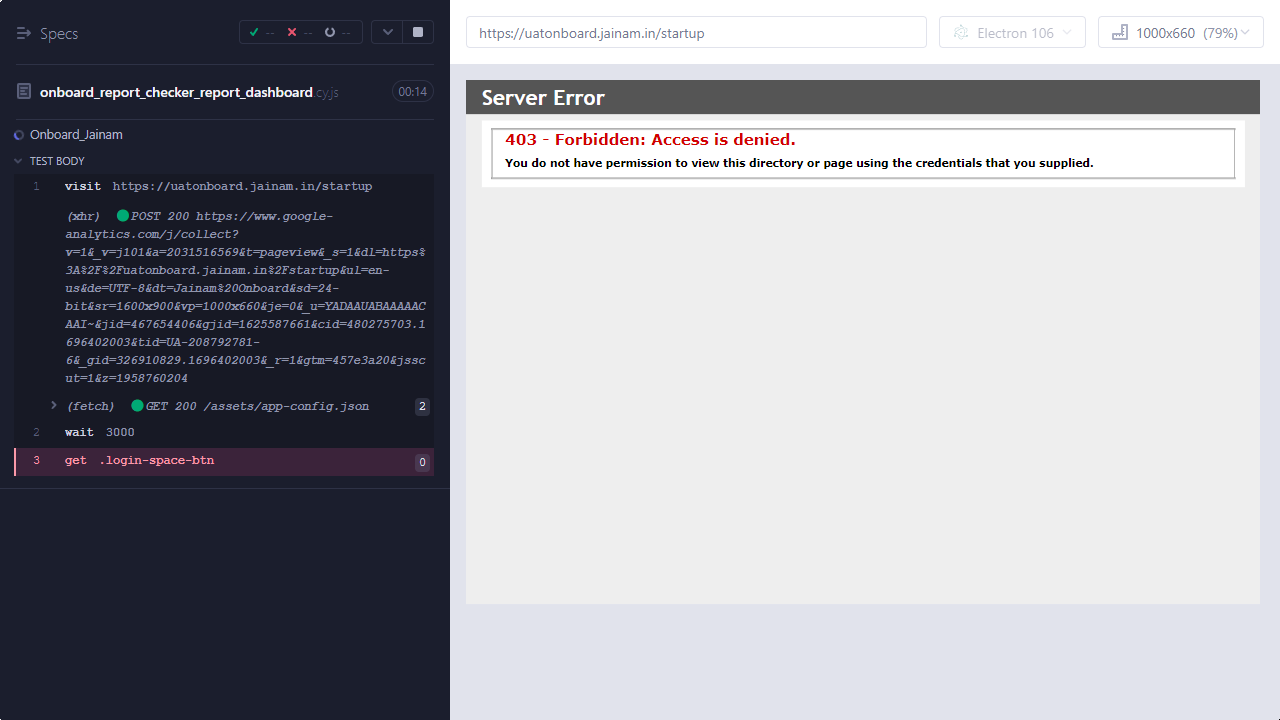 Specs
-- -- --
onboard_report_checker_report_dashboard.cy.js 00:14
Onboard_Jainam
TEST BODY
1 visit https://uatonboard.jainam.in/startup
(xhr) POST 200 https://www.google-
analytics.com/j/collect?
v=1&_v=j101&a=2031516569&t=pageview&_s=1&dl=https%
3A%2F%2Fuatonboard.jainam.in%2Fstartup&ul=en-
us&de=UTF-8&dt=Jainam%20Onboard&sd=24-
bit&sr=1600x900&vp=1000x660&je=0&_u=YADAAUABAAAAAC
AAI~&jid=467654406&gjid=1625587661&cid=480275703.1
696402003&tid=UA-208792781-
6&_gid=326910829.1696402003&_r=1&gtm=457e3a20&jssc
ut=1&z=1958760204
(fetch) GET 200 /assets/app-config.json 2
2 wait 3000
3 get .login-space-btn 0
https://uatonboard.jainam.in/startup
Electron 106
1000x660 (79%)
Server Error
403 - Forbidden: Access is denied.
You do not have permission to view this directory or page using the credentials that you supplied.